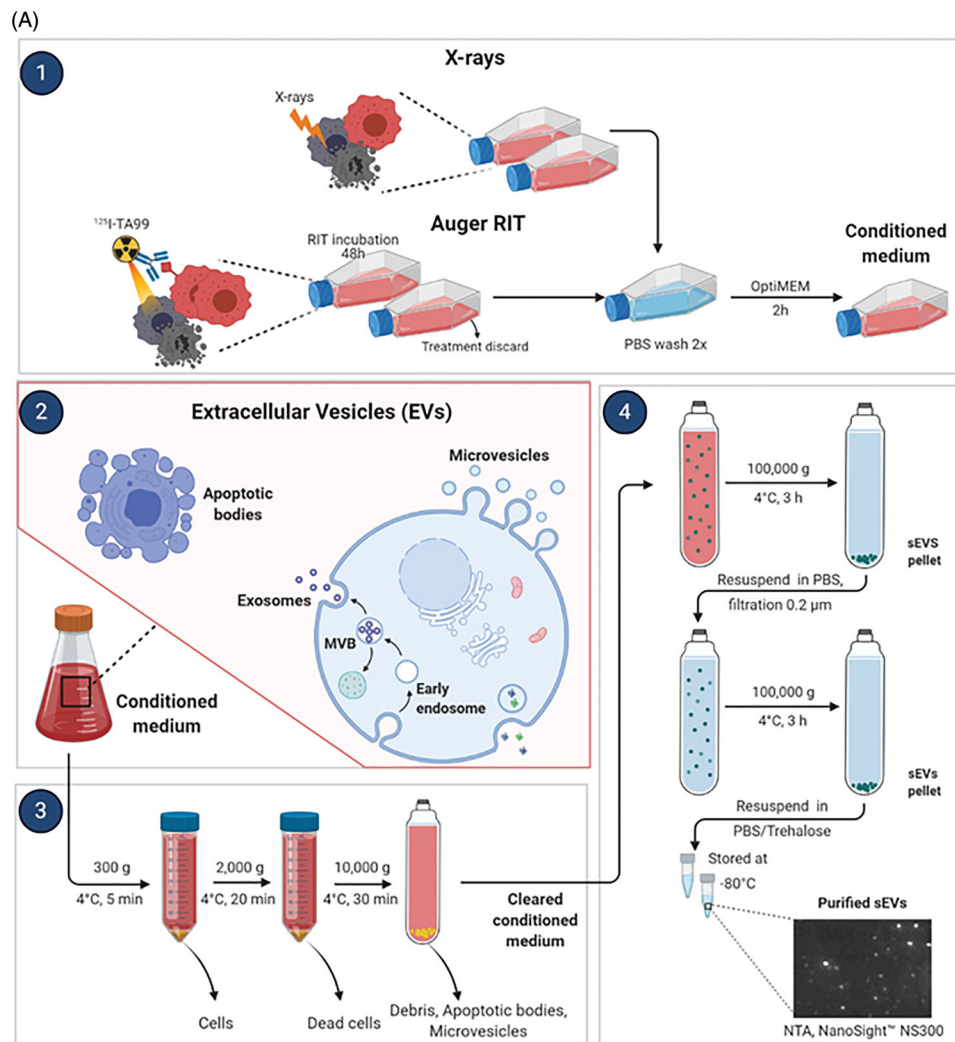 (A)
1
X-rays
X-rays
Auger RIT
¹²⁵I-TA99
RIT incubation
48h
Treatment discard
PBS wash 2x
OptiMEM
2h
Conditioned
medium
2
Extracellular Vesicles (EVs)
Apoptotic
bodies
Microvesicles
Exosomes
MVB
Early
endosome
Conditioned
medium
3
300 g
4°C, 5 min
2,000 g
4°C, 20 min
10,000 g
4°C, 30 min
Cleared
conditioned
medium
Cells
Dead cells
Debris, Apoptotic bodies,
Microvesicles
4
100,000 g
4°C, 3 h
sEVS
pellet
Resuspend in PBS,
filtration 0.2 µm
100,000 g
4°C, 3 h
sEVs
pellet
Resuspend in
PBS/Trehalose
Stored at
-80°C
Purified sEVs
NTA, NanoSight™ NS300